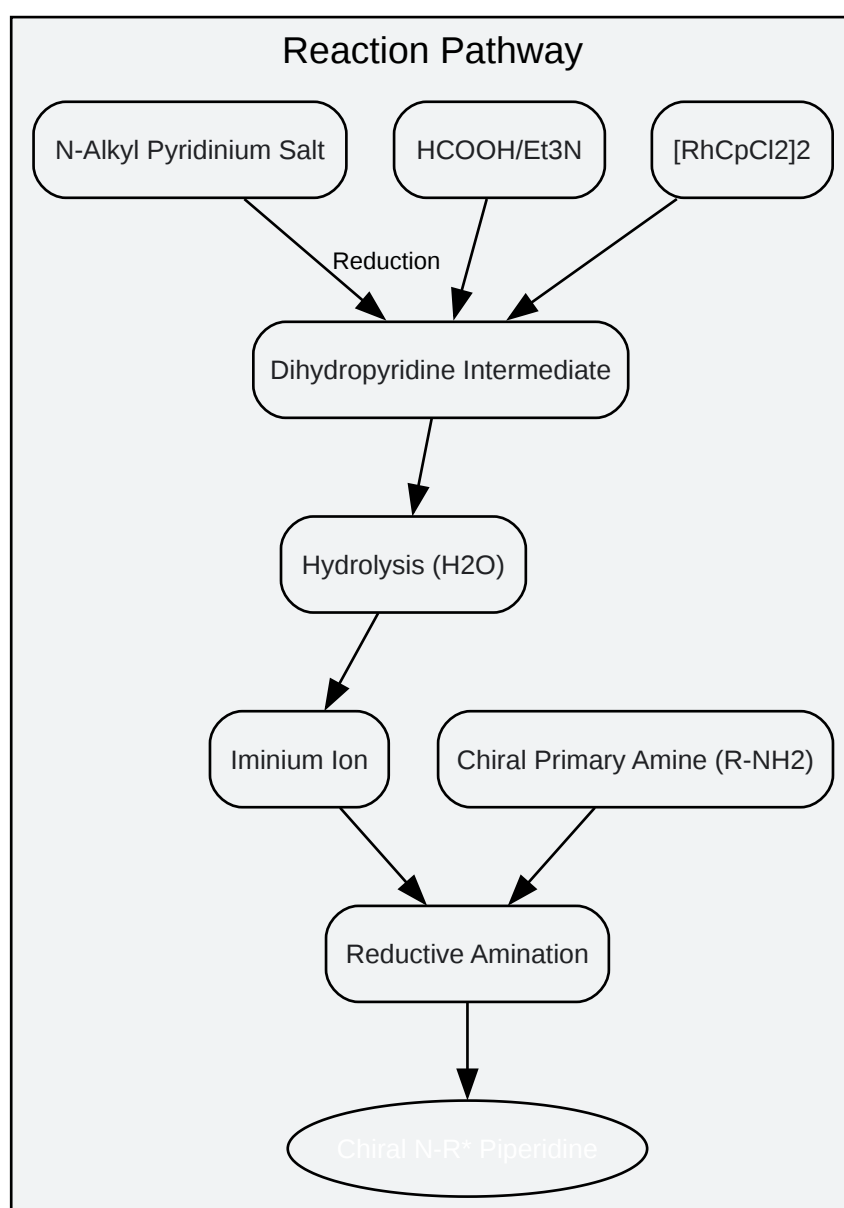 Reaction Pathway
N-Alkyl Pyridinium Salt
HCOOH/Et3N
[RhCpCl2]2
Reduction
Dihydropyridine Intermediate
Hydrolysis (H2O)
Iminium Ion
Chiral Primary Amine (R-NH2)
Reductive Amination
Chiral N-R* Piperidine